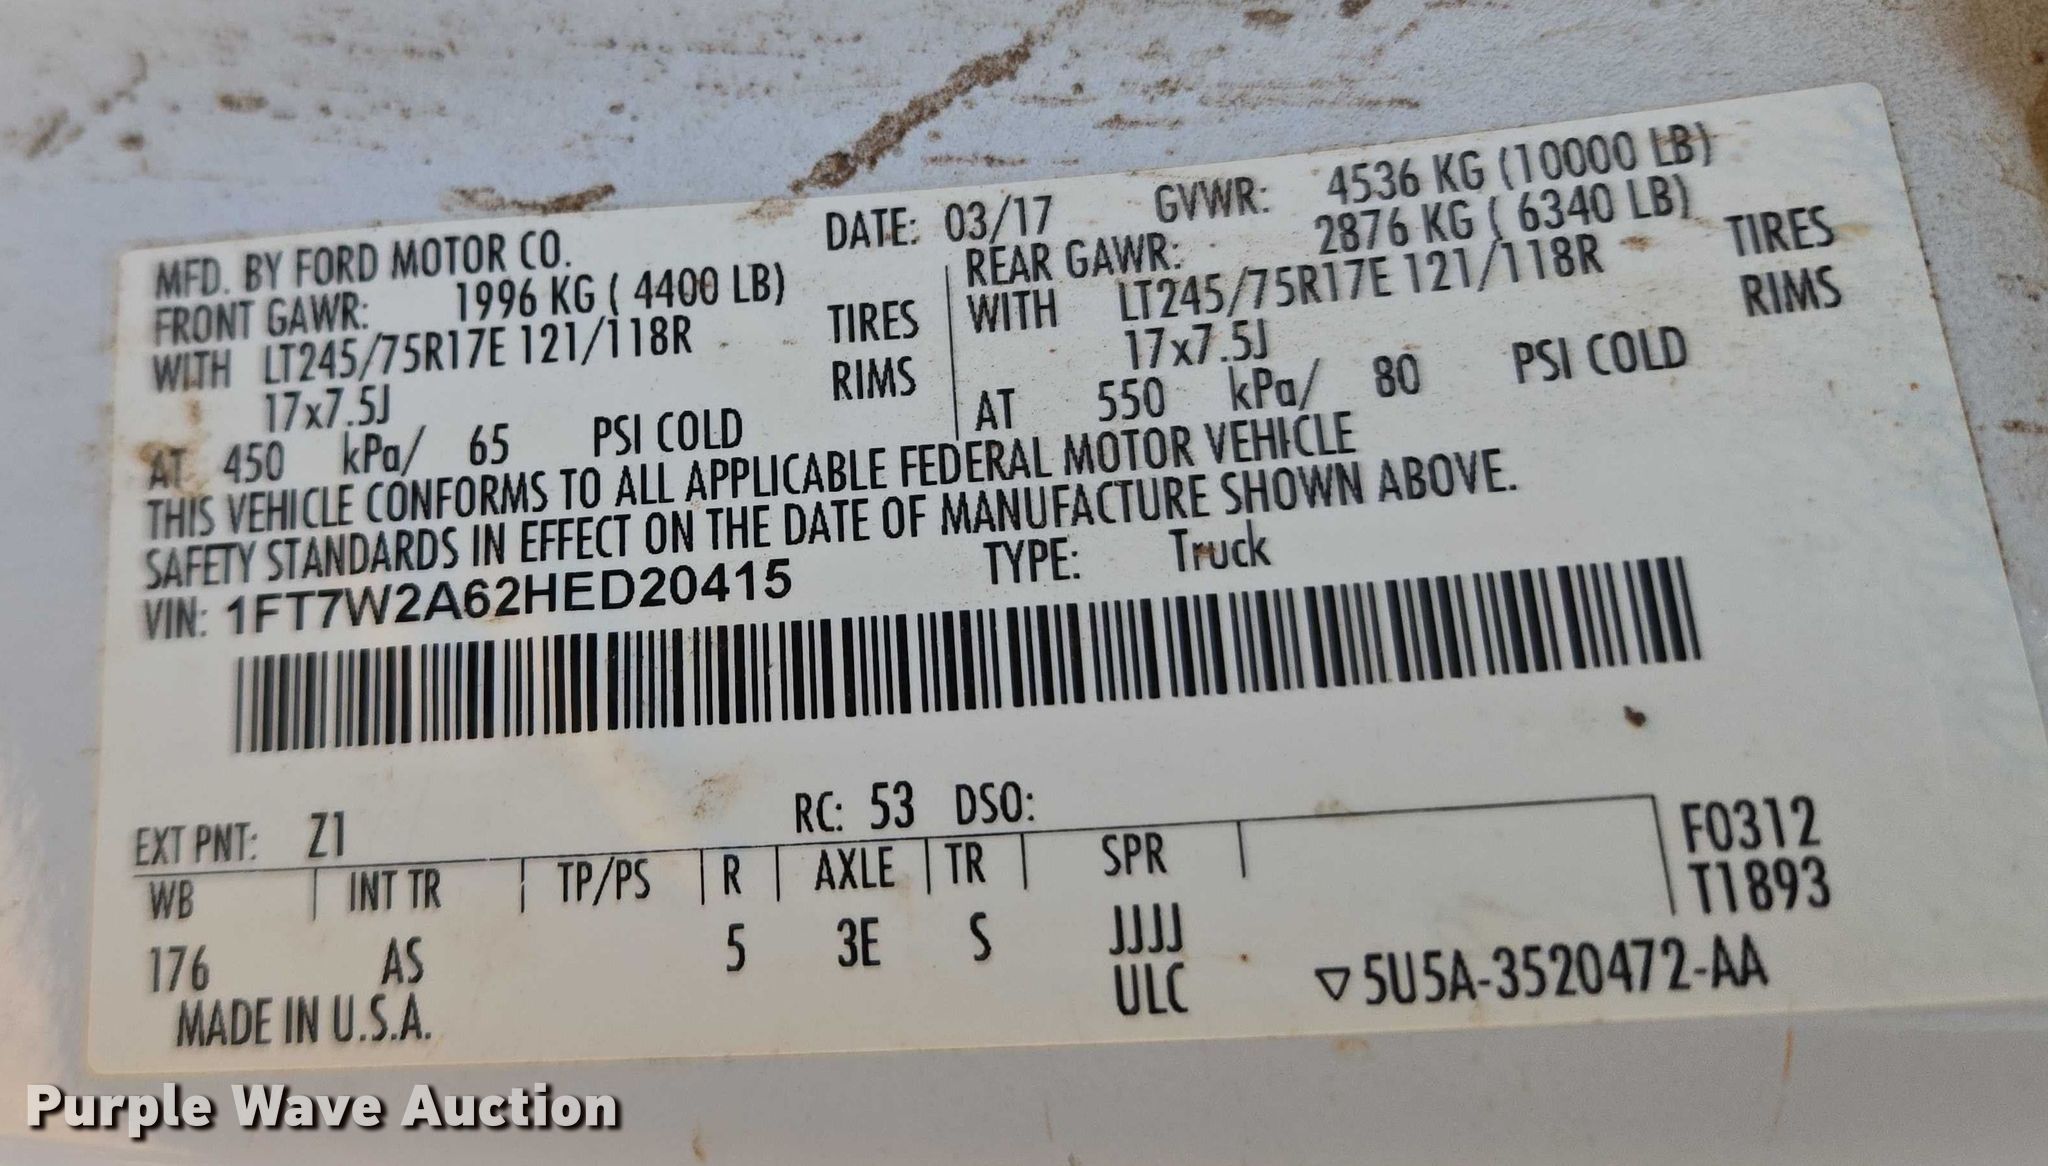 MFD. BY FORD MOTOR CO. DATE: 03/17 GVWR: 4536 KG (10000 LB)
FRONT GAWR: 1996 KG ( 4400 LB)
WITH LT245/75R17E 121/118R TIRES
17x7.5J RIMS
AT 450 kPa/ 65 PSI COLD
REAR GAWR: 2876 KG ( 6340 LB)
WITH LT245/75R17E 121/118R TIRES
17x7.5J RIMS
AT 550 kPa/ 80 PSI COLD
THIS VEHICLE CONFORMS TO ALL APPLICABLE FEDERAL MOTOR VEHICLE
SAFETY STANDARDS IN EFFECT ON THE DATE OF MANUFACTURE SHOWN ABOVE.
VIN: 1FT7W2A62HED20415 TYPE: Truck
EXT PNT: Z1 RC: 53 DSO:
WB INT TR TP/PS R AXLE TR SPR F0312
T1893
176 AS 5 3E S JJJJ
ULC
MADE IN U.S.A. ▽5U5A-3520472-AA
Purple Wave Auction